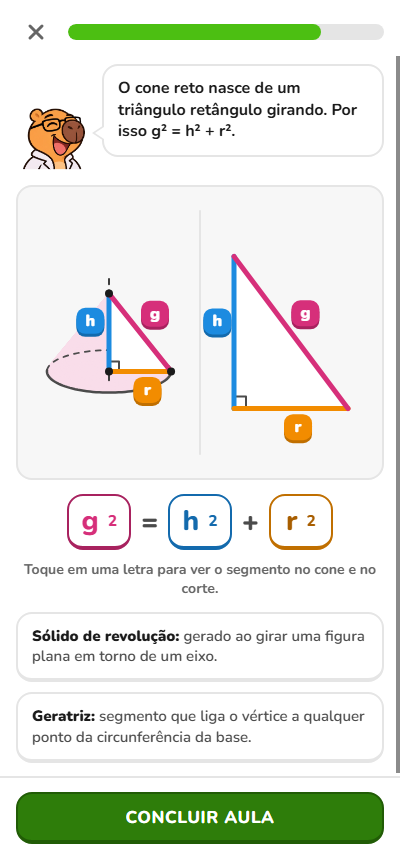 O cone reto nasce de um
triângulo retângulo girando. Por
isso g² = h² + r².
h
g
r
h
g
r
g 2 = h 2 + r 2
Toque em uma letra para ver o segmento no cone e no
corte.
Sólido de revolução: gerado ao girar uma figura
plana em torno de um eixo.
Geratriz: segmento que liga o vértice a qualquer
ponto da circunferência da base.
CONCLUIR AULA